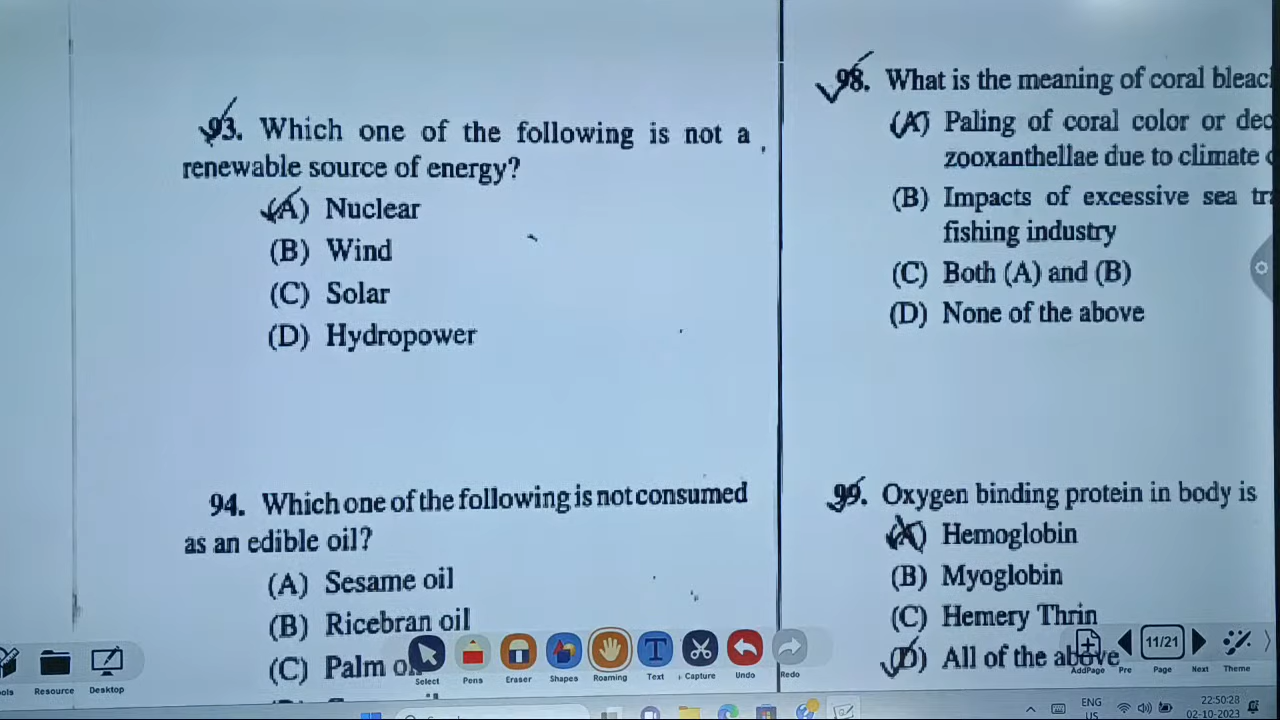 93. Which one of the following is not a
renewable source of energy?
(A) Nuclear
(B) Wind
(C) Solar
(D) Hydropower
94. Which one of the following is not consumed
as an edible oil?
(A) Sesame oil
(B) Ricebran oil
(C) Palm
98. What is the meaning of coral
(A) Paling of coral color or
zooxanthellae due to climate
(B) Impacts of excessive sea
fishing industry
(C) Both (A) and (B)
(D) None of the above
99. Oxygen binding protein in body is
(A) Hemoglobin
(B) Myoglobin
(C) Hemery Thrin
(D) All of the above
Resource
Desktop
Select
Pens
Eraser
Shapes
Roaming
Text
Capture
Undo
Redo
AddPage
Pre
11/21
Page
Next
Theme
ENG
US
22:50:28
02-10-2023